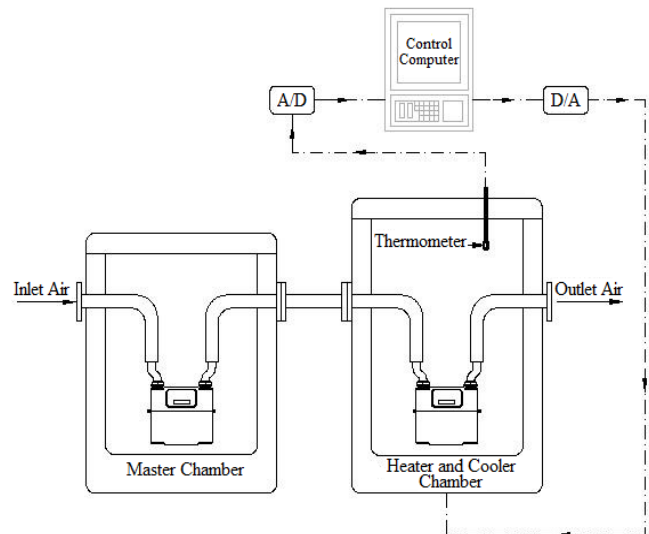 Control
Computer
A/D
D/A
Thermometer
Inlet Air
Outlet Air
Master Chamber
Heater and Cooler
Chamber